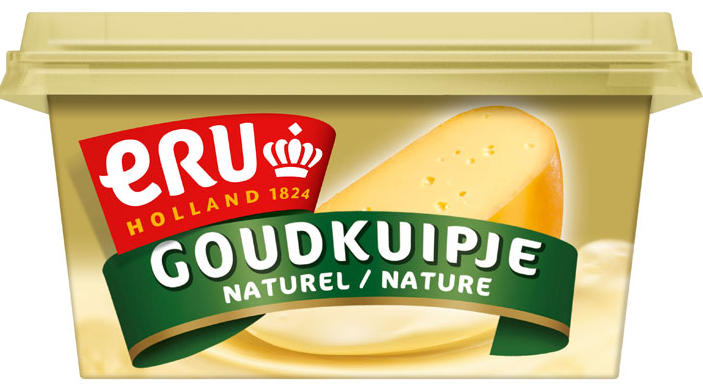 eRU
HOLLAND 1824
GOUDKUIPJE
NATUREL / NATURE